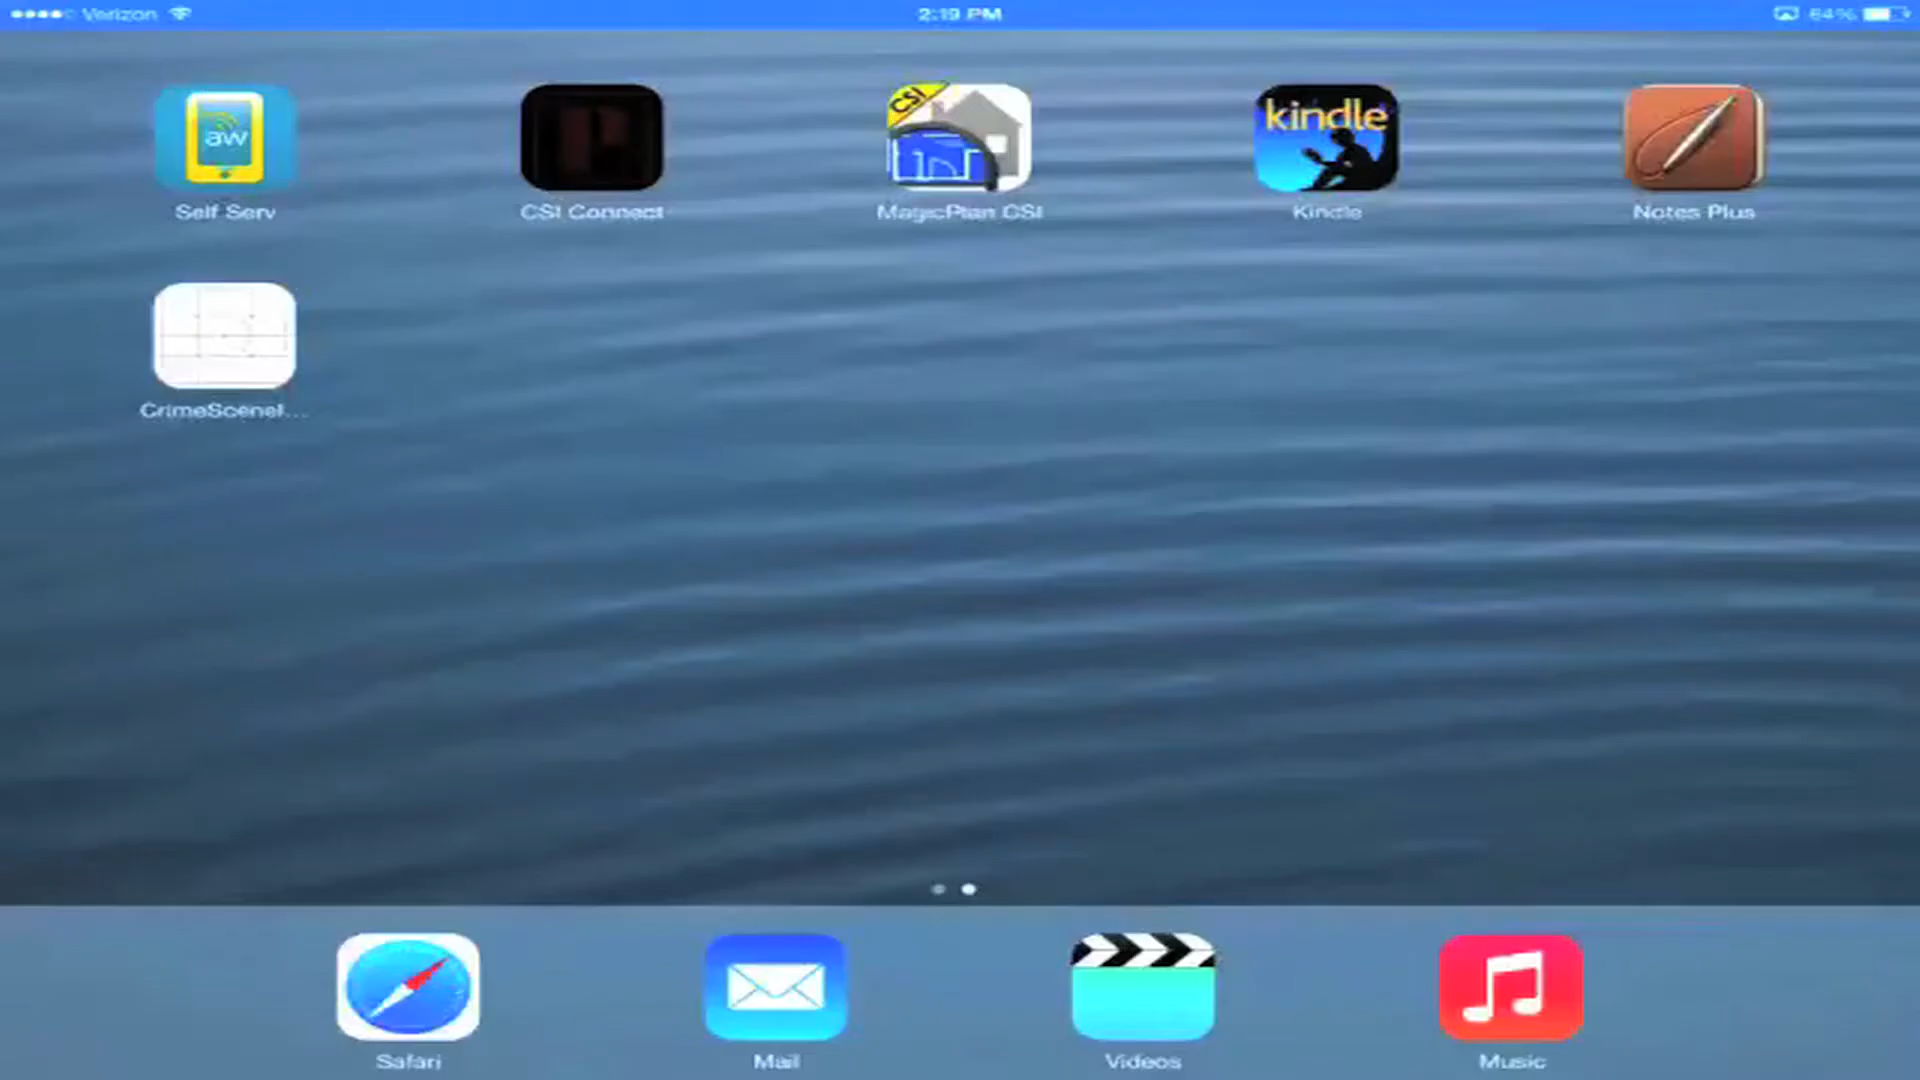 Verizon
2:19 PM
64%
aw
CSI
kindle
Self Serv
CSI Connect
MagicPlan CSI
Kindle
Notes Plus
CrimeSceneI...
Safari
Mail
Videos
Music